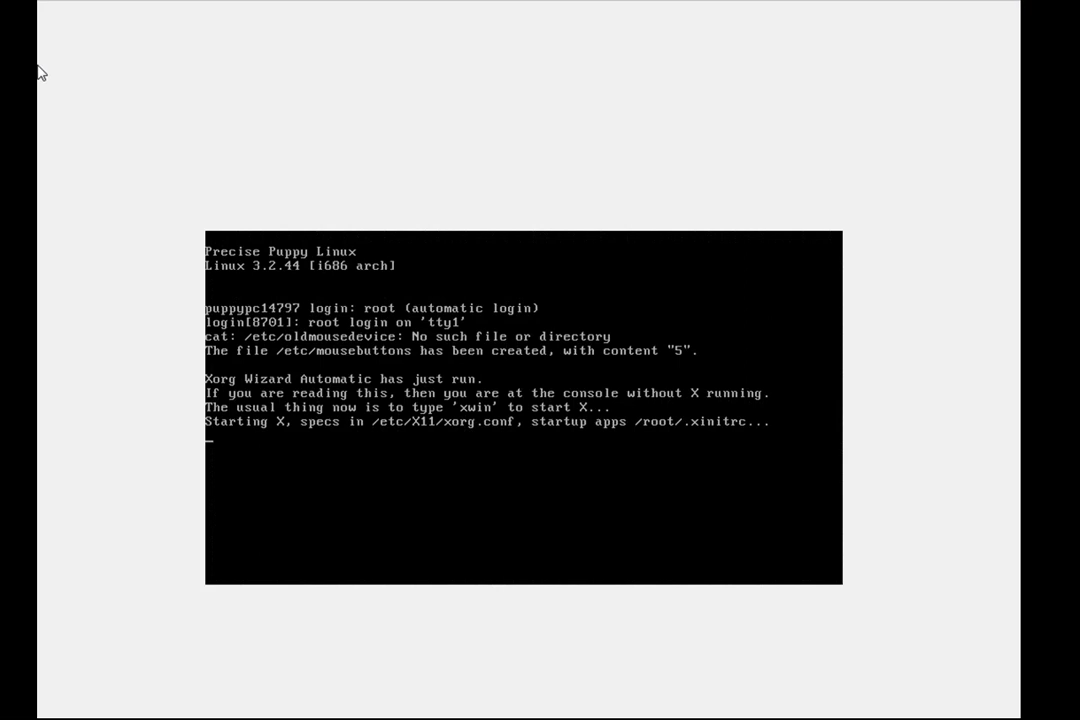 Precise Puppy Linux
Linux 3.2.44 [i686 arch]
puppypc14797 login: root (automatic login)
login[8701]: root login on 'tty1'
cat: /etc/oldmousedevice: No such file or directory
The file /etc/mousebuttons has been created, with content "5".
Xorg Wizard Automatic has just run.
If you are reading this, then you are at the console without X running.
The usual thing now is to type 'xwin' to start X...
Starting X, specs in /etc/X11/xorg.conf, startup apps /root/.xinitrc...